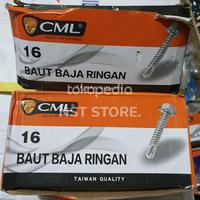 CML
16
BAUT BAJA RINGAN
tokopedia
NST STORE.
CML
16
BAUT BAJA RINGAN
TAIWAN QUALITY